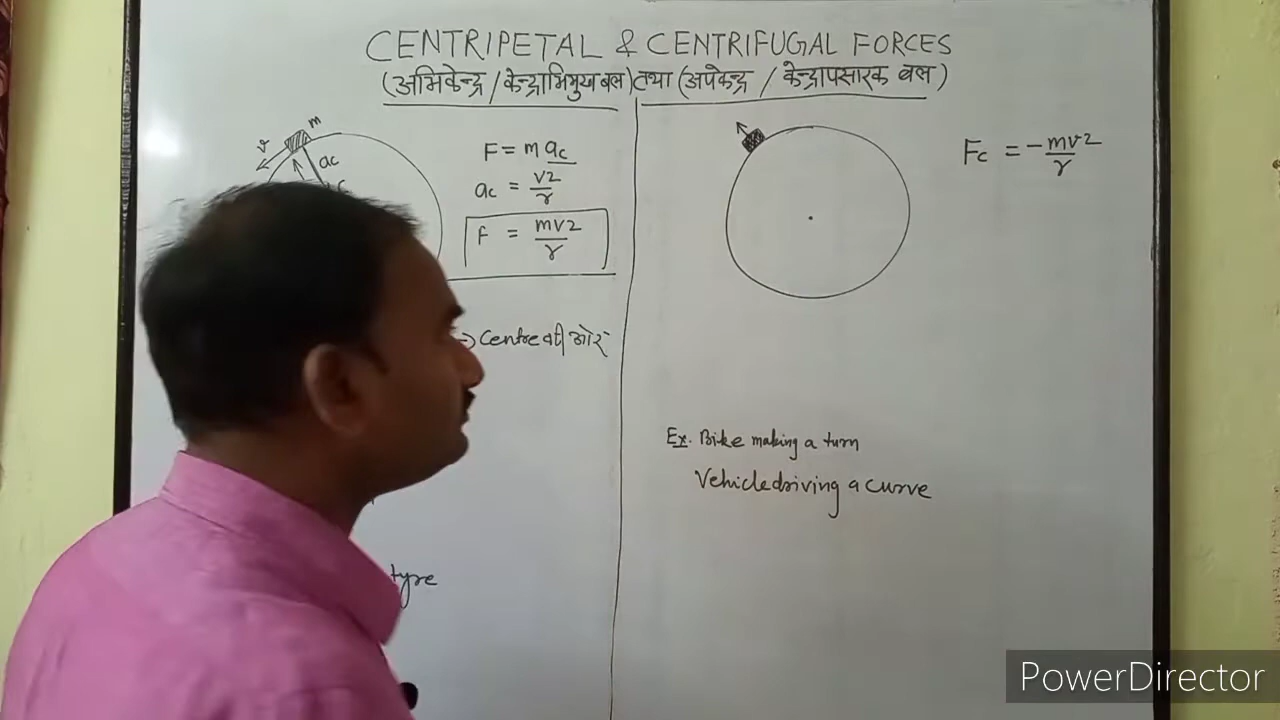 CENTRIPETAL & CENTRIFUGAL FORCES
(अभिकेन्द्र / केन्द्राभिमुख बल) तथा (अपकेन्द्र / केन्द्रापसारक बल)
m
v
ac
F = m ac
ac = v2/r
F = mv2/r
→ Centre की ओर
tyre
Fc = - mv2/r
Ex. Bike making a turn
Vehicle driving a curve
PowerDirector